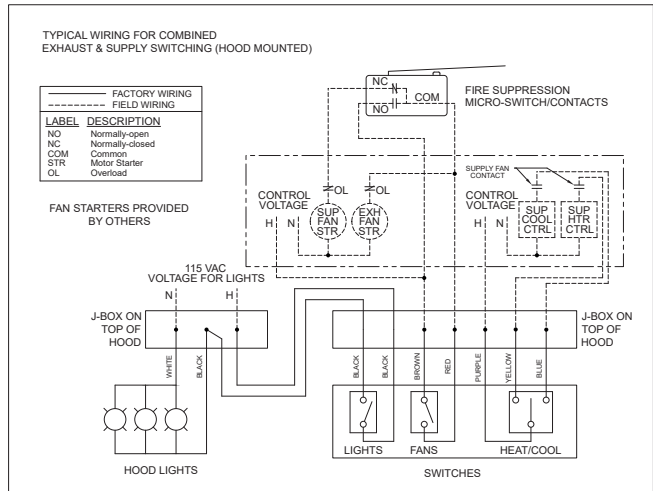 TYPICAL WIRING FOR COMBINED
EXHAUST & SUPPLY SWITCHING (HOOD MOUNTED)
FACTORY WIRING
FIELD WIRING
LABEL DESCRIPTION
NO Normally-open
NC Normally-closed
COM Common
STR Motor Starter
OL Overload
FAN STARTERS PROVIDED
BY OTHERS
NC
COM
NO
FIRE SUPPRESSION
MICRO-SWITCH/CONTACTS
SUPPLY FAN
CONTACT
OL
OL
CONTROL
VOLTAGE
H N
SUP
FAN
STR
EXH
FAN
STR
CONTROL
VOLTAGE
H N
SUP
COOL
CTRL
SUP
HTR
CTRL
115 VAC
VOLTAGE FOR LIGHTS
N H
J-BOX ON
TOP OF
HOOD
J-BOX ON
TOP OF
HOOD
WHITE
BLACK
BLACK
BLACK
BROWN
RED
PURPLE
YELLOW
BLUE
LIGHTS
FANS
HEAT/COOL
HOOD LIGHTS
SWITCHES